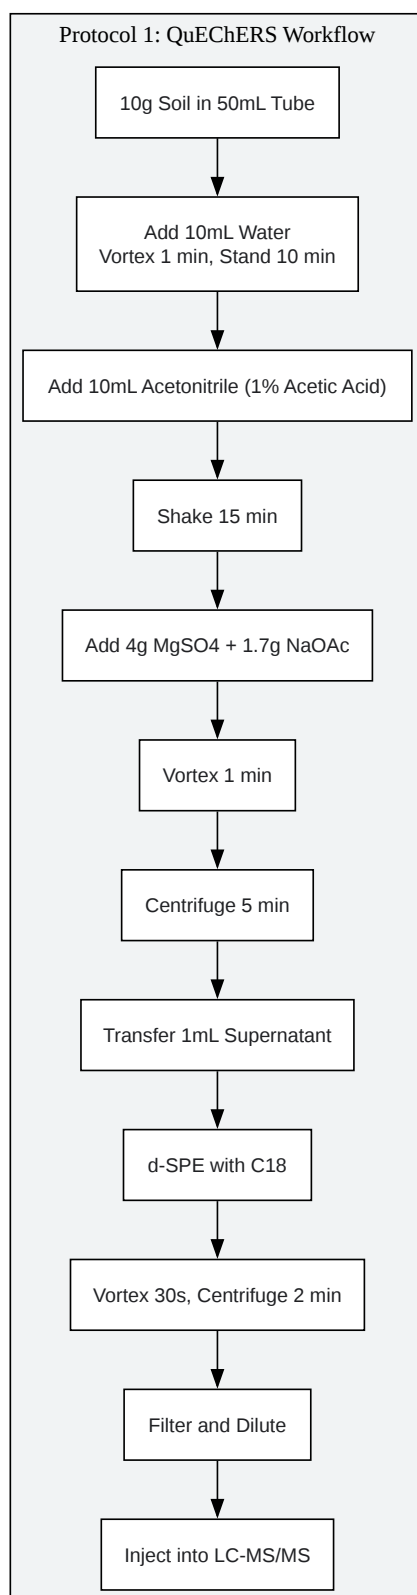 Protocol 1: QuEChERS Workflow
10g Soil in 50mL Tube
Add 10mL Water
Vortex 1 min, Stand 10 min
Add 10mL Acetonitrile (1% Acetic Acid)
Shake 15 min
Add 4g MgSO4 + 1.7g NaOAc
Vortex 1 min
Centrifuge 5 min
Transfer 1mL Supernatant
d-SPE with C18
Vortex 30s, Centrifuge 2 min
Filter and Dilute
Inject into LC-MS/MS